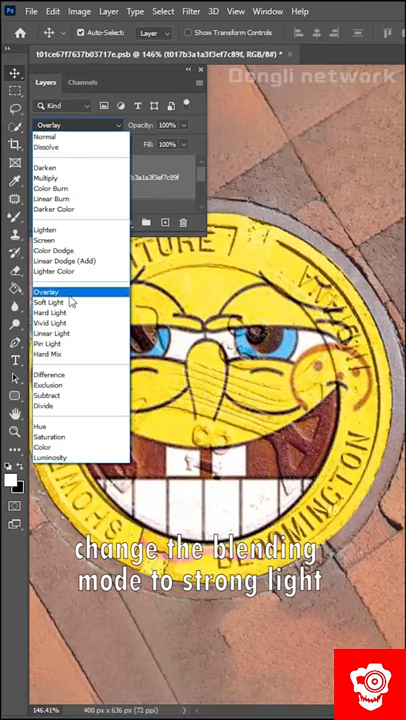 Ps File Edit Image Layer Type Select Filter 3D View Window Help
Auto-Select: Layer Show Transform Controls
t01ce67f7637b03717e.psb @ 146% (t017b3a1a3f3ef7c89f, RGB/8#) *
Dongli network
Layers Channels
Kind
Overlay Opacity: 100%
Normal
Dissolve
Fill: 100%
Darken
Multiply
b3a1a3f3ef7c89f
Color Burn
Linear Burn
Darker Color
Lighten
Screen
Color Dodge
Linear Dodge (Add)
Lighter Color
Overlay
Soft Light
Hard Light
Vivid Light
Linear Light
Pin Light
Hard Mix
Difference
Exclusion
Subtract
Divide
Hue
Saturation
Color
Luminosity
change the blending
mode to strong light
146.41% 400 px x 636 px (72 ppi)